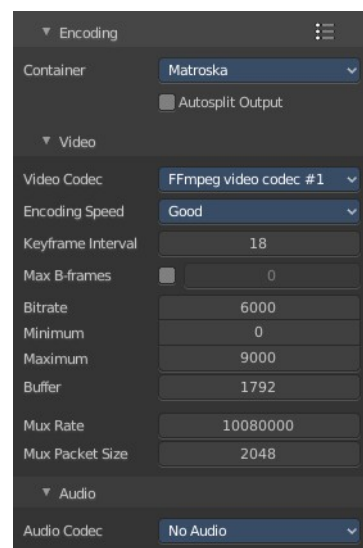 Encoding
Container Matroska
Autosplit Output
Video
Video Codec FFmpeg video codec #1
Encoding Speed Good
Keyframe Interval 18
Max B-frames 0
Bitrate 6000
Minimum 0
Maximum 9000
Buffer 1792
Mux Rate 10080000
Mux Packet Size 2048
Audio
Audio Codec No Audio